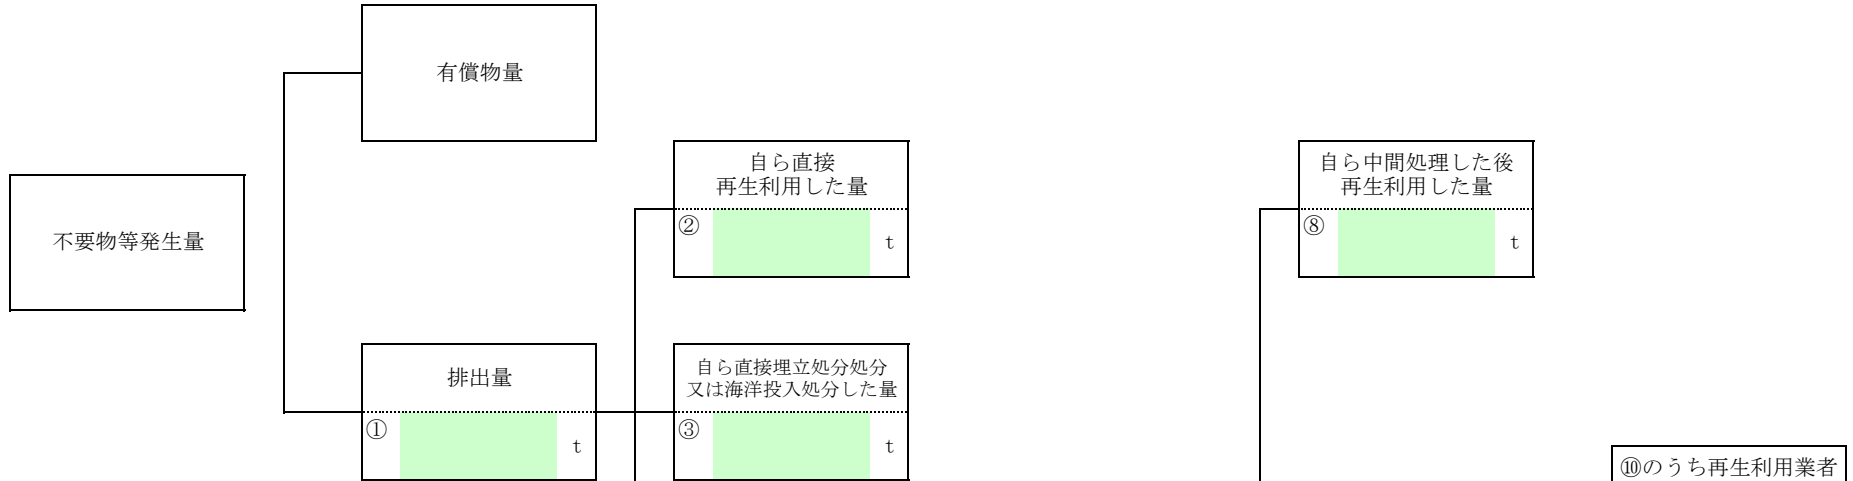 有償物量
自ら直接
再生利用した量
② t
自ら中間処理した後
再生利用した量
⑧ t
不要物等発生量
排出量
① t
自ら直接埋立処分処分
又は海洋投入処分した量
③ t
⑩のうち再生利用業者